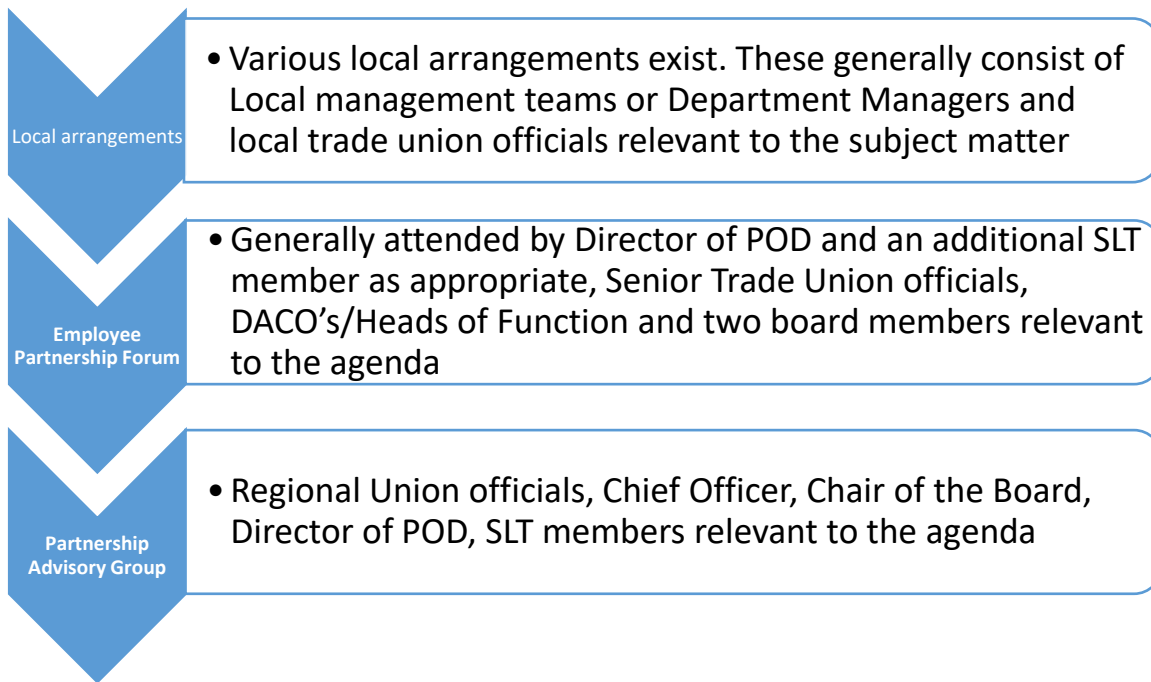 Local arrangements
• Various local arrangements exist. These generally consist of
Local management teams or Department Managers and
local trade union officials relevant to the subject matter
Employee
Partnership Forum
• Generally attended by Director of POD and an additional SLT
member as appropriate, Senior Trade Union officials,
DACO’s/Heads of Function and two board members relevant
to the agenda
Partnership
Advisory Group
• Regional Union officials, Chief Officer, Chair of the Board,
Director of POD, SLT members relevant to the agenda